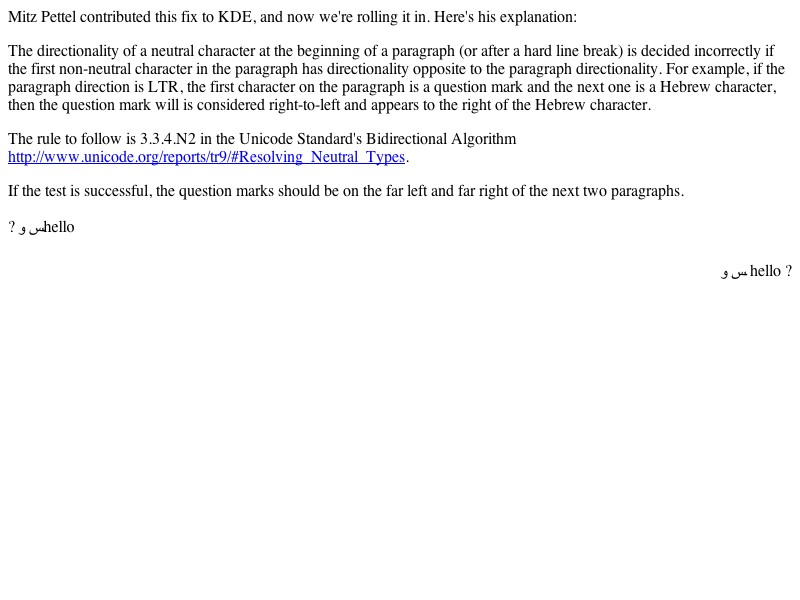 Mitz Pettel contributed this fix to KDE, and now we're rolling it in. Here's his explanation:
The directionality of a neutral character at the beginning of a paragraph (or after a hard line break) is decided incorrectly if
the first non-neutral character in the paragraph has directionality opposite to the paragraph directionality. For example, if the
paragraph direction is LTR, the first character on the paragraph is a question mark and the next one is a Hebrew character,
then the question mark will is considered right-to-left and appears to the right of the Hebrew character.
The rule to follow is 3.3.4.N2 in the Unicode Standard's Bidirectional Algorithm
http://www.unicode.org/reports/tr9/#Resolving_Neutral_Types.
If the test is successful, the question marks should be on the far left and far right of the next two paragraphs.
? س و hello
? hello س و